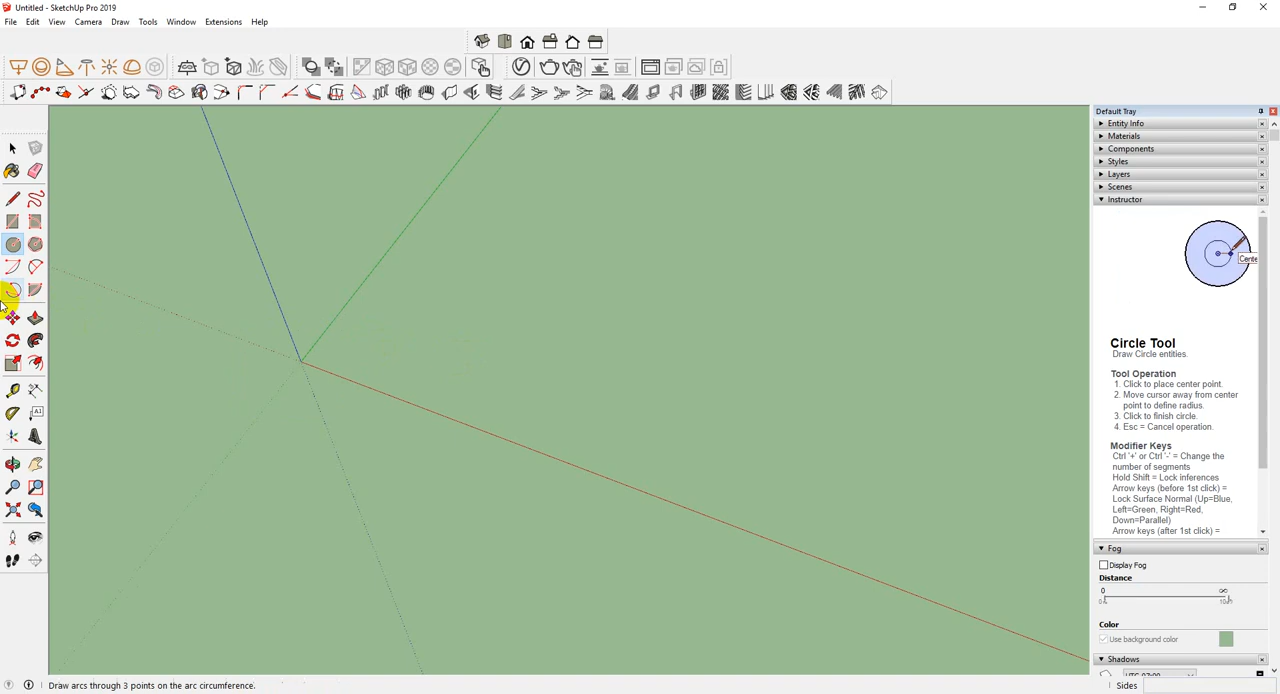 Untitled - SketchUp Pro 2019
File Edit View Camera Draw Tools Window Extensions Help
Default Tray
Entity Info
Materials
Components
Styles
Layers
Scenes
Instructor
Cente
Circle Tool
Draw Circle entities.
Tool Operation
1. Click to place center point.
2. Move cursor away from center
point to define radius.
3. Click to finish circle.
4. Esc = Cancel operation.
Modifier Keys
Ctrl '+' or Ctrl '-' = Change the
number of segments
Hold Shift = Lock inferences
Arrow keys (before 1st click) =
Lock Surface Normal (Up=Blue,
Left=Green, Right=Red,
Down=Parallel)
Arrow keys (after 1st click) =
Fog
Display Fog
Distance
0 ∞
Color
Use background color
Shadows
Draw arcs through 3 points on the arc circumference.
Sides